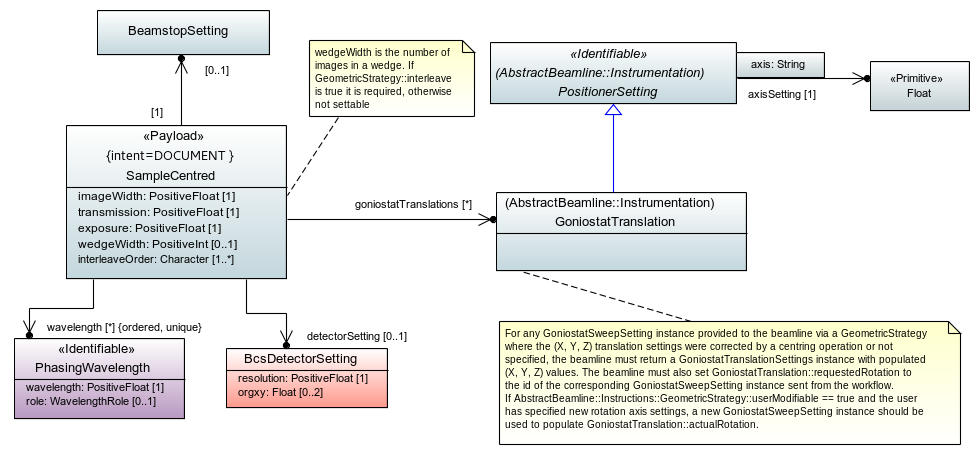 BeamstopSetting
[0..1]
[1]
«Payload»
{intent=DOCUMENT }
SampleCentred
imageWidth: PositiveFloat [1]
transmission: PositiveFloat [1]
exposure: PositiveFloat [1]
wedgeWidth: PositiveInt [0..1]
interleaveOrder: Character [1..*]
wedgeWidth is the number of
images in a wedge. If
GeometricStrategy::interleave
is true it is required, otherwise
not settable
«Identifiable»
(AbstractBeamline::Instrumentation)
PositionerSetting
axis: String
axisSetting [1]
«Primitive»
Float
goniostatTranslations [*]
(AbstractBeamline::Instrumentation)
GoniostatTranslation
wavelength [*] {ordered, unique}
«Identifiable»
PhasingWavelength
wavelength: PositiveFloat [1]
role: WavelengthRole [0..1]
detectorSetting [0..1]
BcsDetectorSetting
resolution: PositiveFloat [1]
orgxy: Float [0..2]
For any GoniostatSweepSetting instance provided to the beamline via a GeometricStrategy
where the (X, Y, Z) translation settings were corrected by a centring operation or not
specified, the beamline must return a GoniostatTranslationSettings instance with populated
(X, Y, Z) values. The beamline must also set GoniostatTranslation::requestedRotation to
the id of the corresponding GoniostatSweepSetting instance sent from the workflow.
If AbstractBeamline::Instructions::GeometricStrategy::userModifiable == true and the user
has specified new rotation axis settings, a new GoniostatSweepSetting instance should be
used to populate GoniostatTranslation::actualRotation.